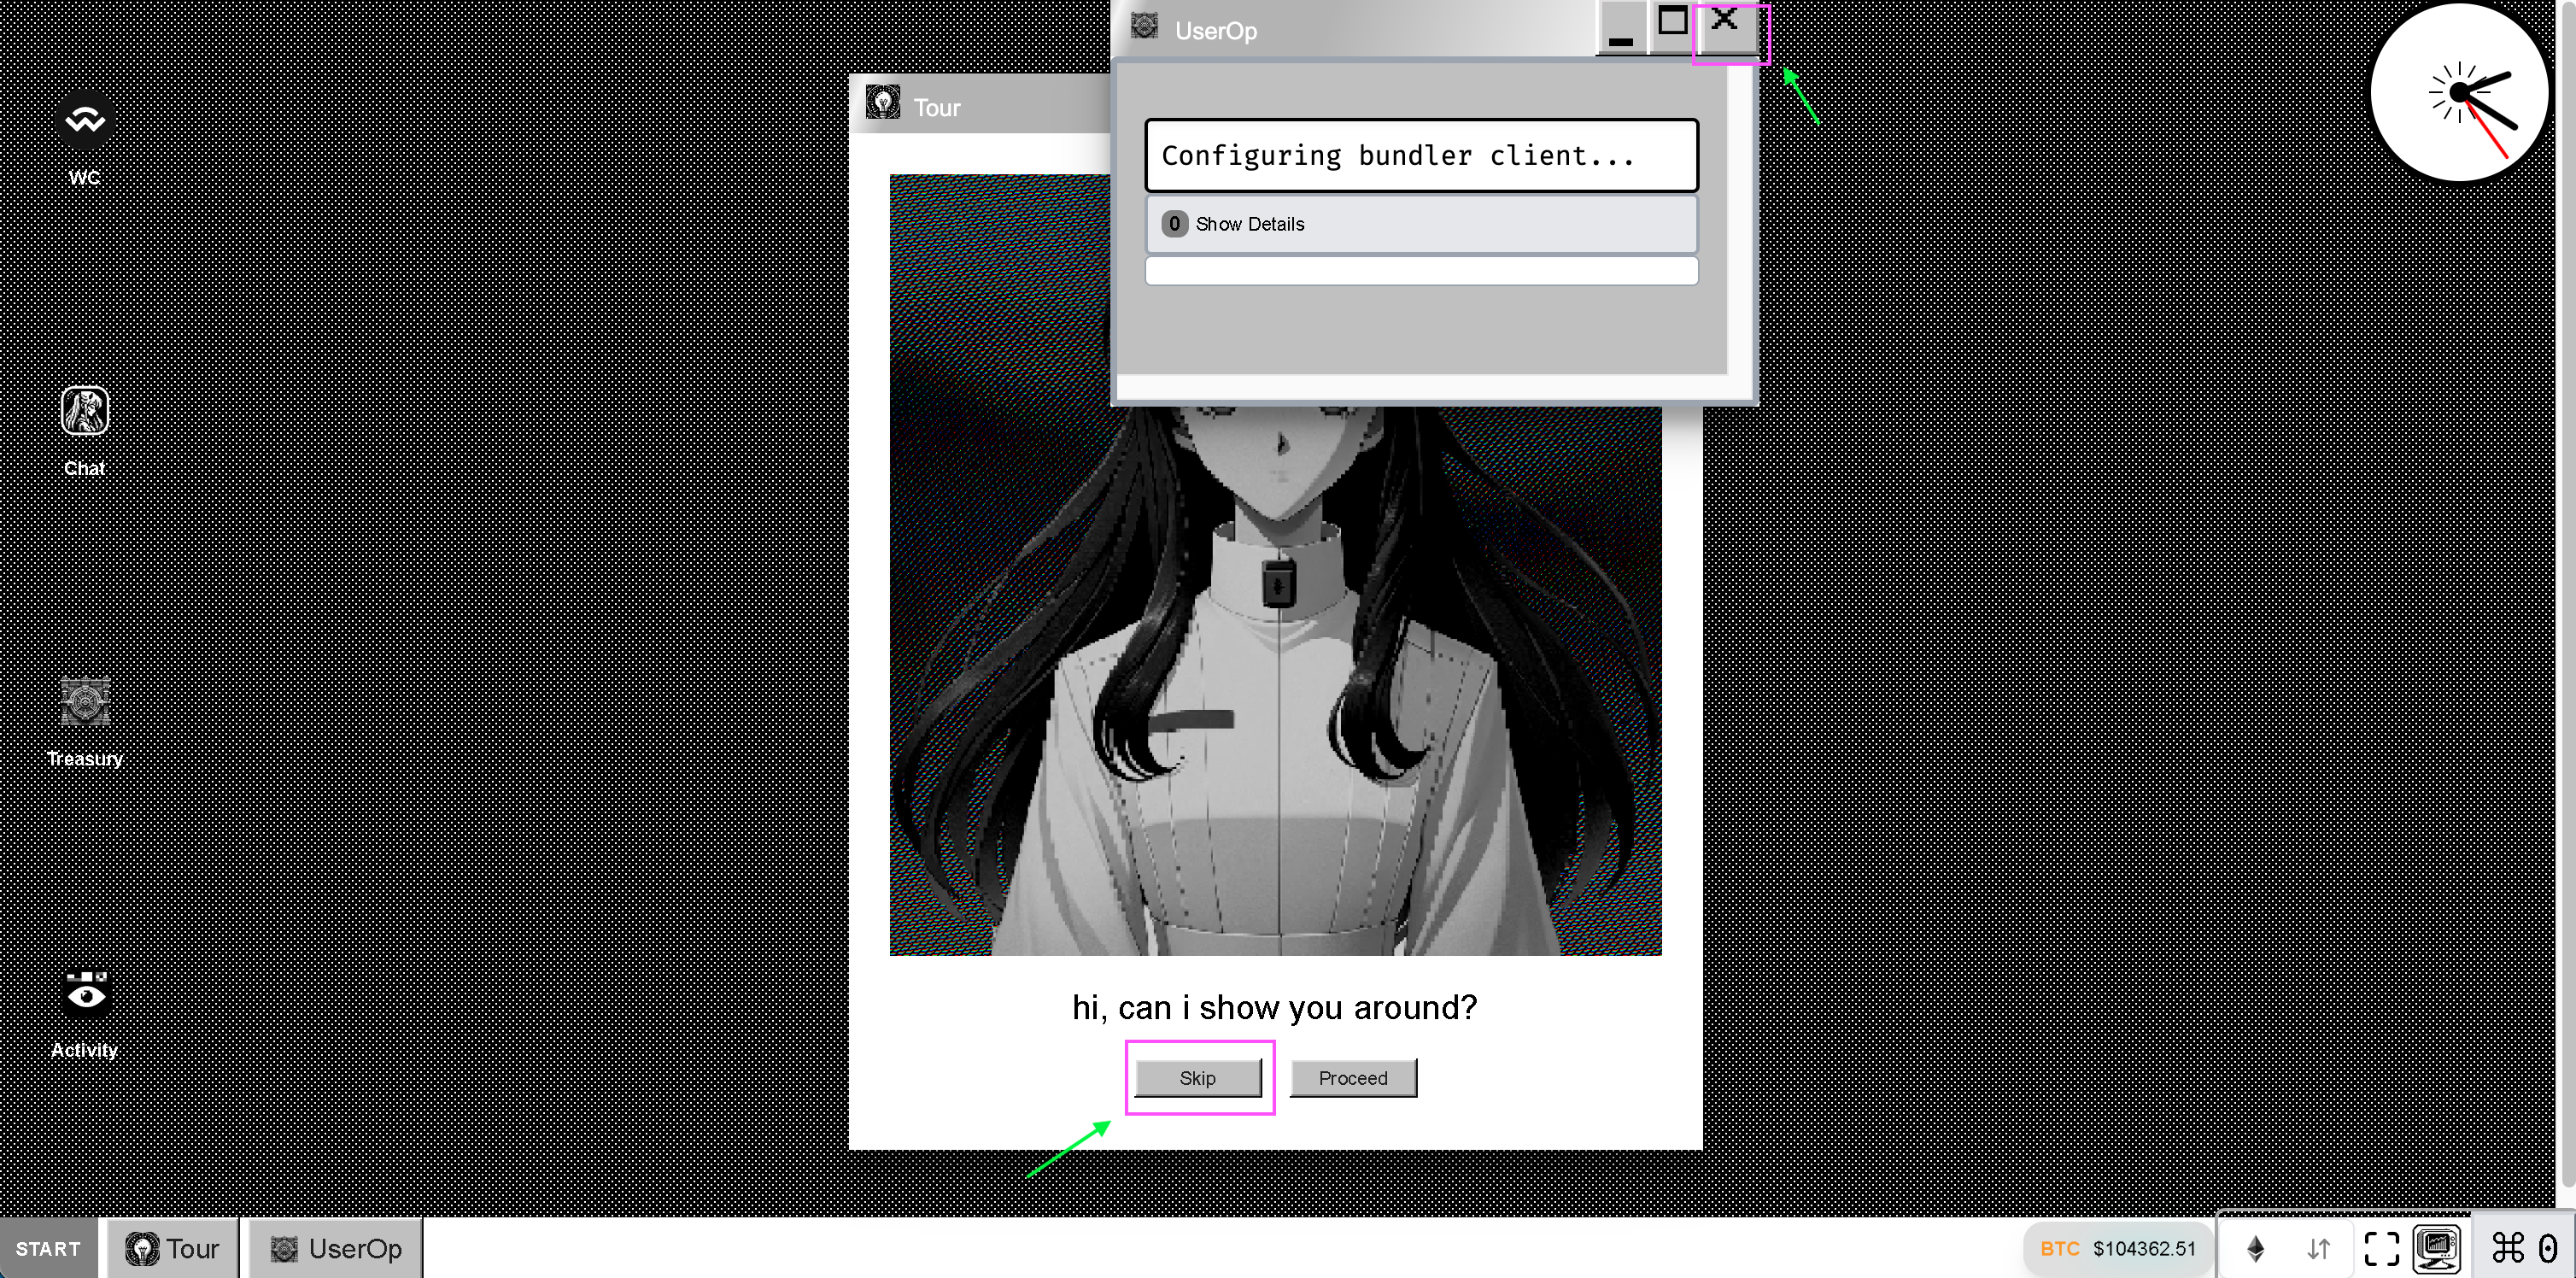 UserOp
Tour
Configuring bundler client...
0 Show Details
WC
Chat
Treasury
Activity
hi, can i show you around?
Skip
Proceed
START
Tour
UserOp
BTC $104362.51
⌘ 0